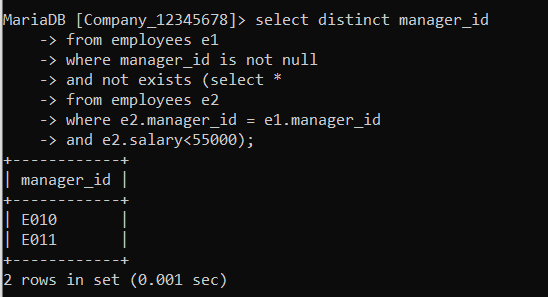 MariaDB [Company_12345678]> select distinct manager_id
    -> from employees e1
    -> where manager_id is not null
    -> and not exists (select *
    -> from employees e2
    -> where e2.manager_id = e1.manager_id
    -> and e2.salary<55000);
+------------+
| manager_id |
+------------+
| E010       |
| E011       |
+------------+
2 rows in set (0.001 sec)